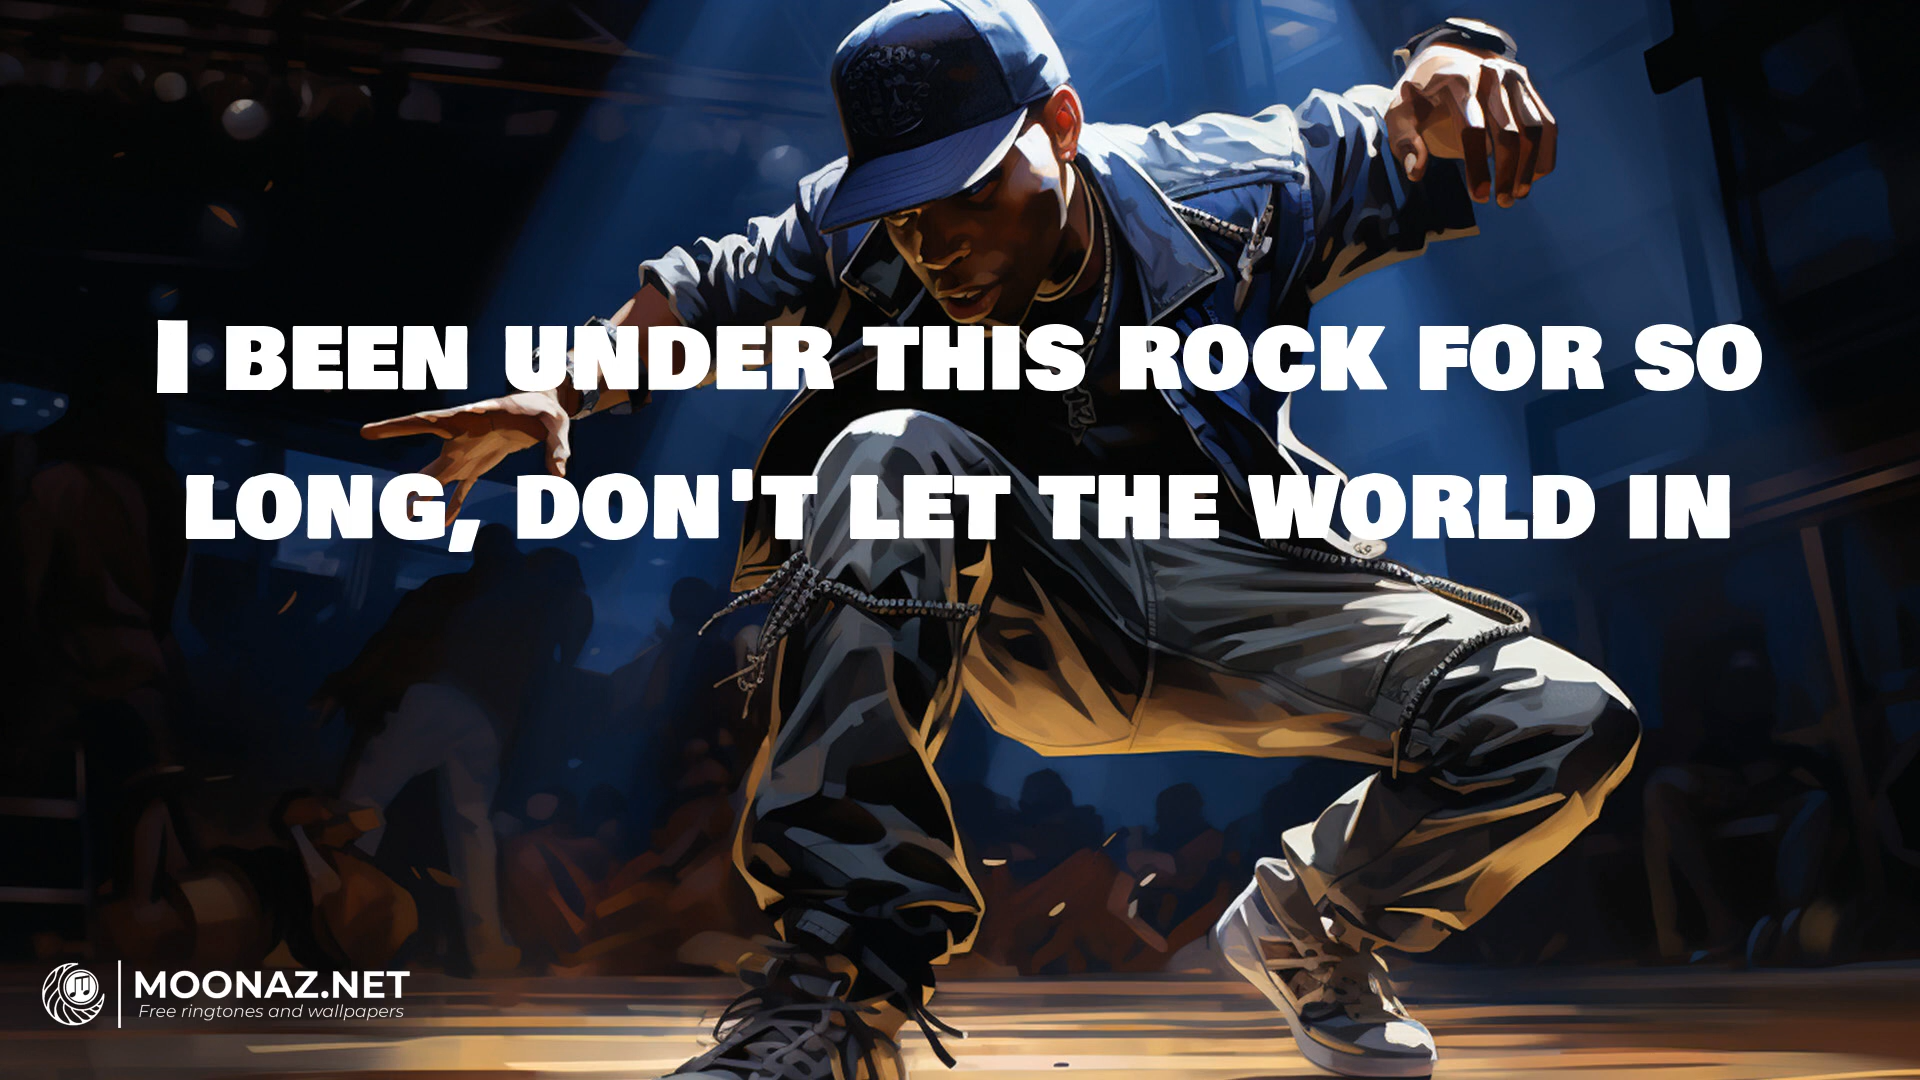 I BEEN UNDER THIS ROCK FOR SO
LONG, DON'T LET THE WORLD IN
MOONAZ.NET
Free ringtones and wallpapers